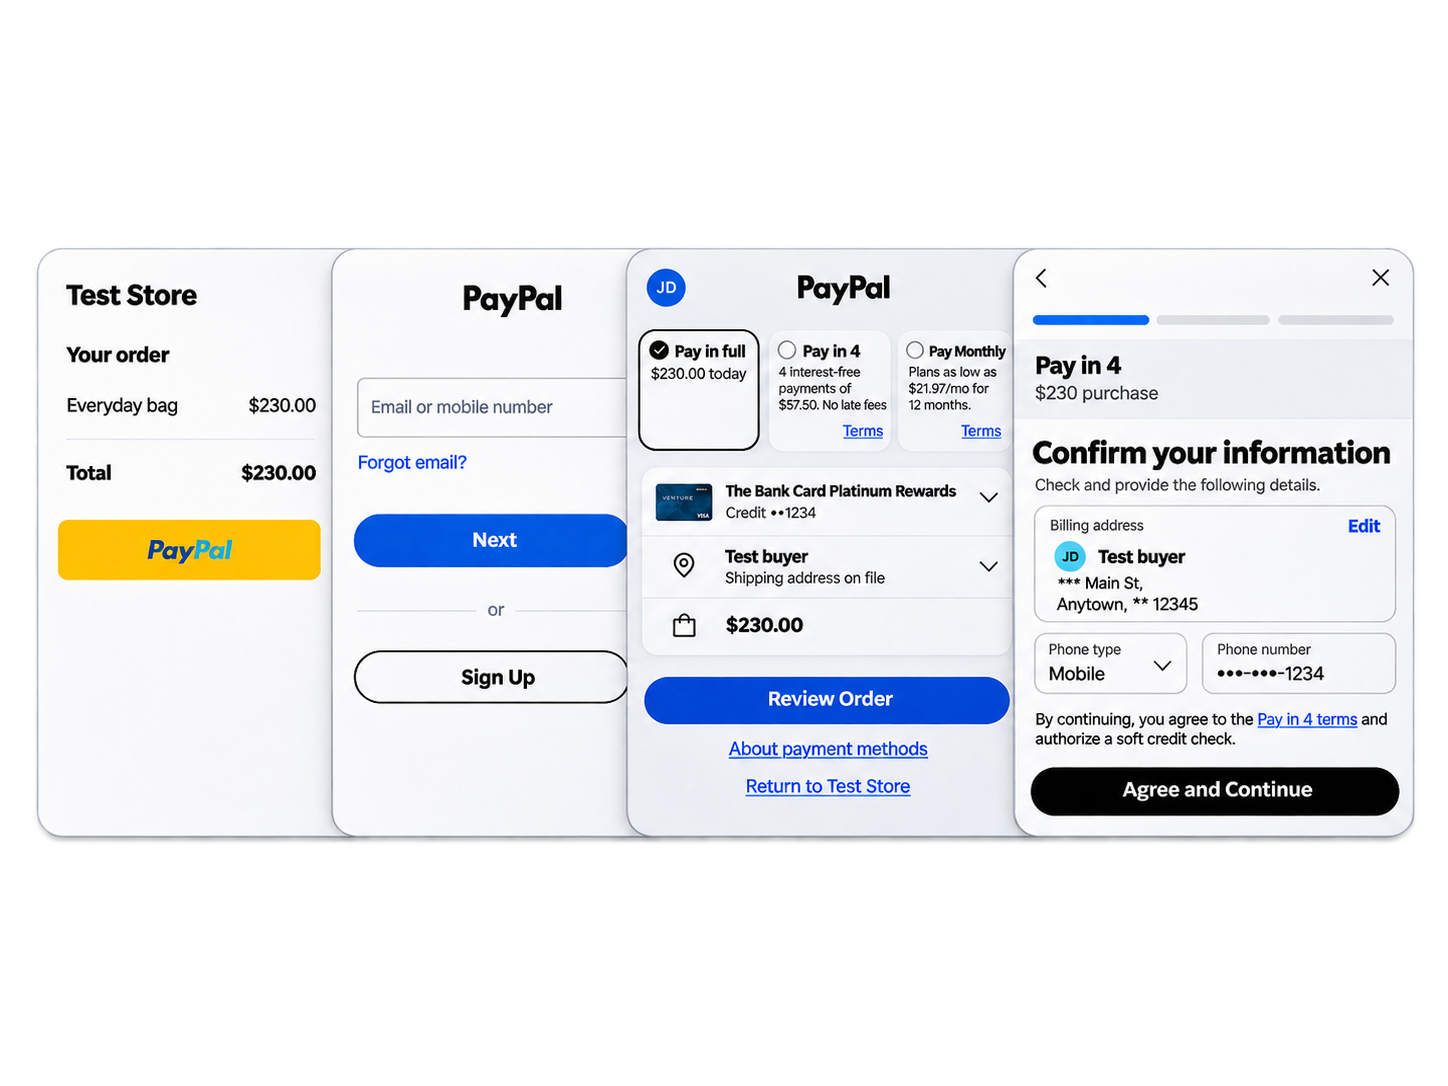 Test Store
Your order
Everyday bag $230.00
Total $230.00
PayPal
PayPal
Email or mobile number
Forgot email?
Next
or
Sign Up
JD
PayPal
Pay in full
$230.00 today
Pay in 4
4 interest-free
payments of
$57.50. No late fees
Terms
Pay Monthly
Plans as low as
$21.97/mo for
12 months.
Terms
VENTURE
VISA
The Bank Card Platinum Rewards
Credit ••1234
Test buyer
Shipping address on file
$230.00
Review Order
About payment methods
Return to Test Store
Pay in 4
$230 purchase
Confirm your information
Check and provide the following details.
Billing address Edit
JD Test buyer
*** Main St,
Anytown, ** 12345
Phone type
Mobile
Phone number
•••-•••-1234
By continuing, you agree to the Pay in 4 terms and
authorize a soft credit check.
Agree and Continue